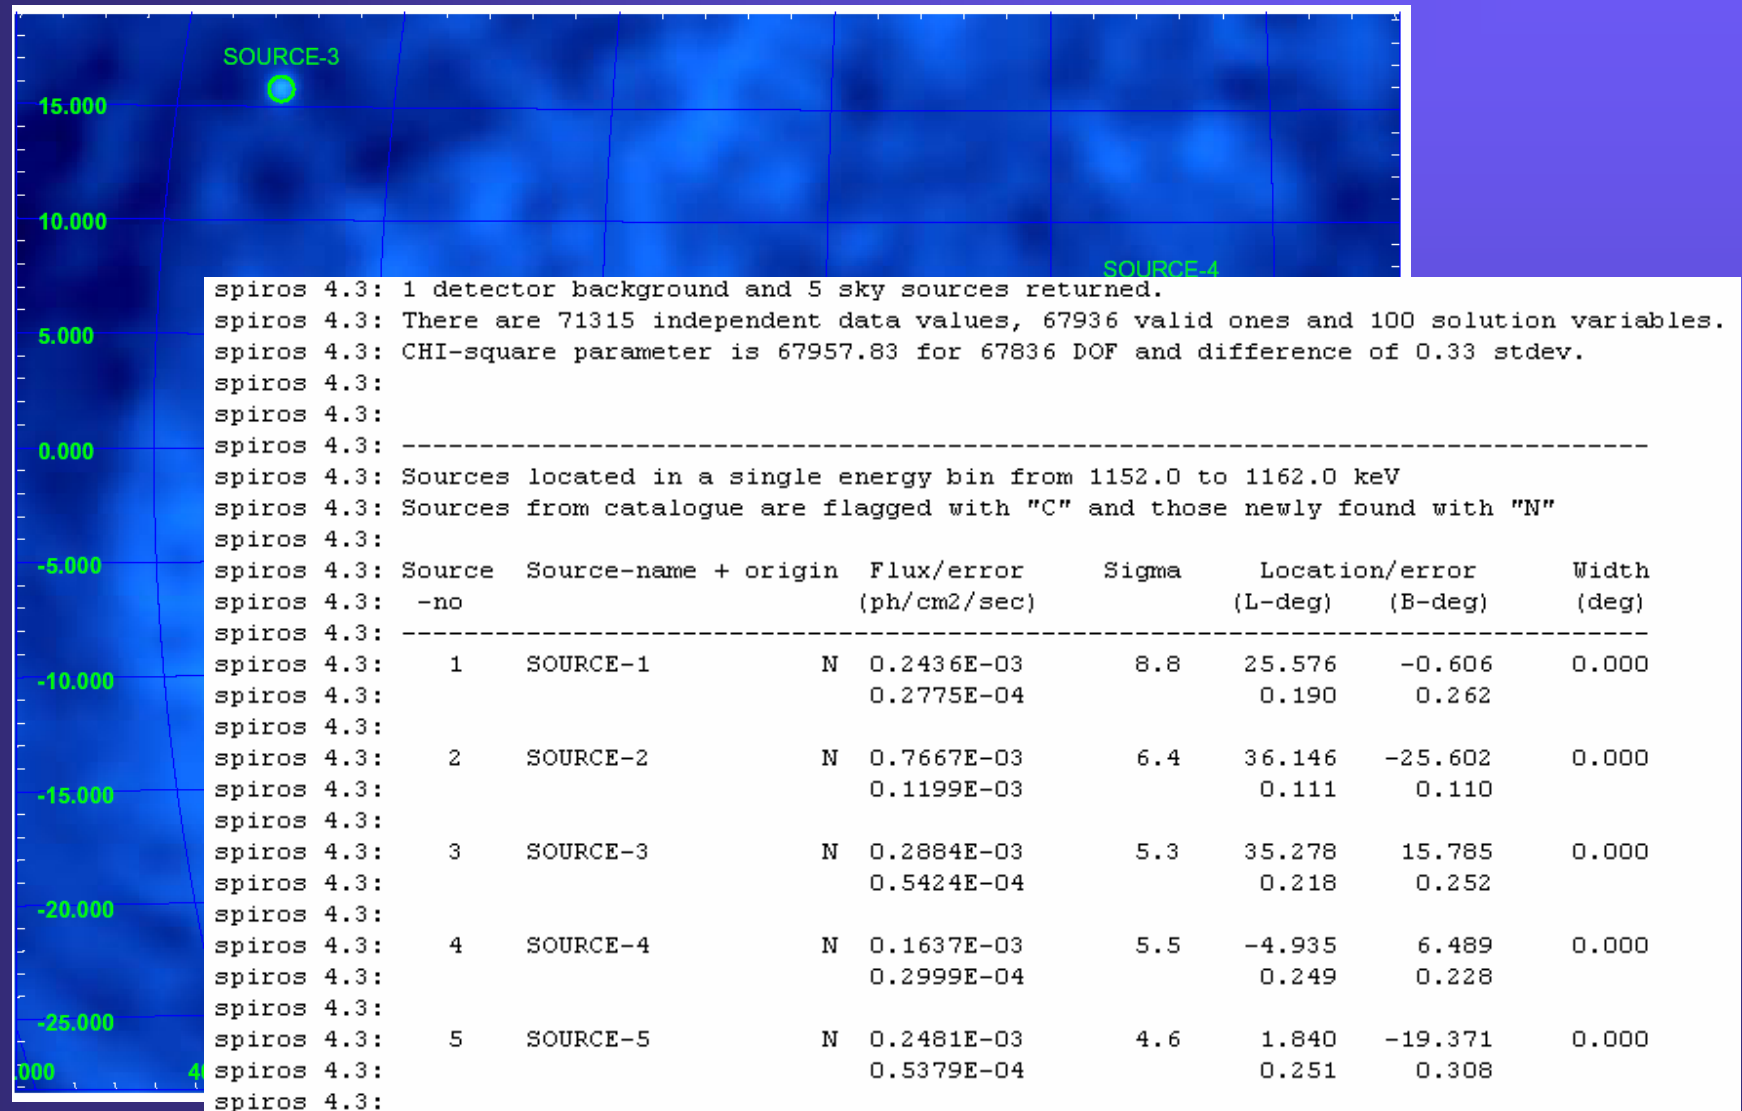 SOURCE-3
15.000
10.000
SOURCE-4
5.000
0.000
-5.000
-10.000
-15.000
-20.000
-25.000
spiros 4.3: 1 detector background and 5 sky sources returned.
spiros 4.3: There are 71315 independent data values, 67936 valid ones and 100 solution variables.
spiros 4.3: CHI-square parameter is 67957.83 for 67836 DOF and difference of 0.33 stdev.
spiros 4.3:
spiros 4.3:
spiros 4.3: --------------------------------------------------------------------------------
spiros 4.3: Sources located in a single energy bin from 1152.0 to 1162.0 keV
spiros 4.3: Sources from catalogue are flagged with "C" and those newly found with "N"
spiros 4.3:
spiros 4.3: Source Source-name + origin Flux/error Sigma Location/error Width
spiros 4.3: -no (ph/cm2/sec) (L-deg) (B-deg) (deg)
spiros 4.3: --------------------------------------------------------------------------------
spiros 4.3: 1 SOURCE-1 N 0.2436E-03 8.8 25.576 -0.606 0.000
spiros 4.3: 0.2775E-04 0.190 0.262
spiros 4.3:
spiros 4.3: 2 SOURCE-2 N 0.7667E-03 6.4 36.146 -25.602 0.000
spiros 4.3: 0.1199E-03 0.111 0.110
spiros 4.3:
spiros 4.3: 3 SOURCE-3 N 0.2884E-03 5.3 35.278 15.785 0.000
spiros 4.3: 0.5424E-04 0.218 0.252
spiros 4.3:
spiros 4.3: 4 SOURCE-4 N 0.1637E-03 5.5 -4.935 6.489 0.000
spiros 4.3: 0.2999E-04 0.249 0.228
spiros 4.3:
spiros 4.3: 5 SOURCE-5 N 0.2481E-03 4.6 1.840 -19.371 0.000
spiros 4.3: 0.5379E-04 0.251 0.308
spiros 4.3: